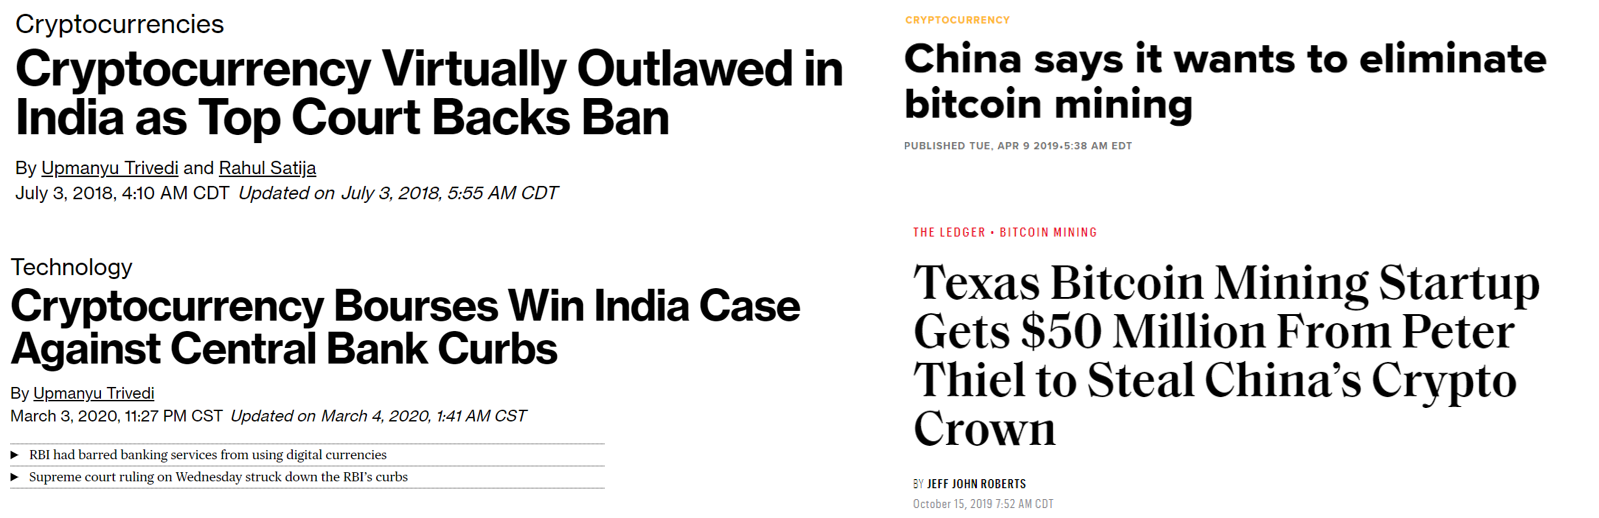 Cryptocurrencies
Cryptocurrency Virtually Outlawed in
India as Top Court Backs Ban
By Upmanyu Trivedi and Rahul Satija
July 3, 2018, 4:10 AM CDT Updated on July 3, 2018, 5:55 AM CDT
Technology
Cryptocurrency Bourses Win India Case
Against Central Bank Curbs
By Upmanyu Trivedi
March 3, 2020, 11:27 PM CST Updated on March 4, 2020, 1:41 AM CST
▶ RBI had barred banking services from using digital currencies
▶ Supreme court ruling on Wednesday struck down the RBI's curbs
CRYPTOCURRENCY
China says it wants to eliminate
bitcoin mining
PUBLISHED TUE, APR 9 2019•5:38 AM EDT
THE LEDGER • BITCOIN MINING
Texas Bitcoin Mining Startup
Gets $50 Million From Peter
Thiel to Steal China’s Crypto
Crown
BY JEFF JOHN ROBERTS
October 15, 2019 7:52 AM CDT